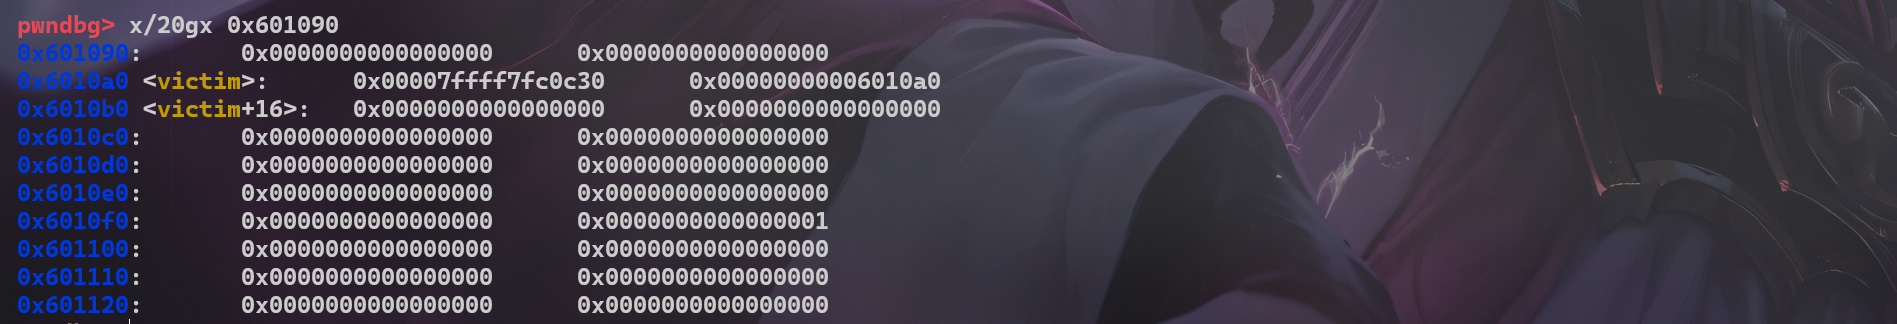 pwndbg> x/20gx 0x601090
0x601090:	0x0000000000000000	0x0000000000000000
0x6010a0 <victim>:	0x00007ffff7fc0c30	0x00000000006010a0
0x6010b0 <victim+16>:	0x0000000000000000	0x0000000000000000
0x6010c0:	0x0000000000000000	0x0000000000000000
0x6010d0:	0x0000000000000000	0x0000000000000000
0x6010e0:	0x0000000000000000	0x0000000000000000
0x6010f0:	0x0000000000000000	0x0000000000000001
0x601100:	0x0000000000000000	0x0000000000000000
0x601110:	0x0000000000000000	0x0000000000000000
0x601120:	0x0000000000000000	0x0000000000000000